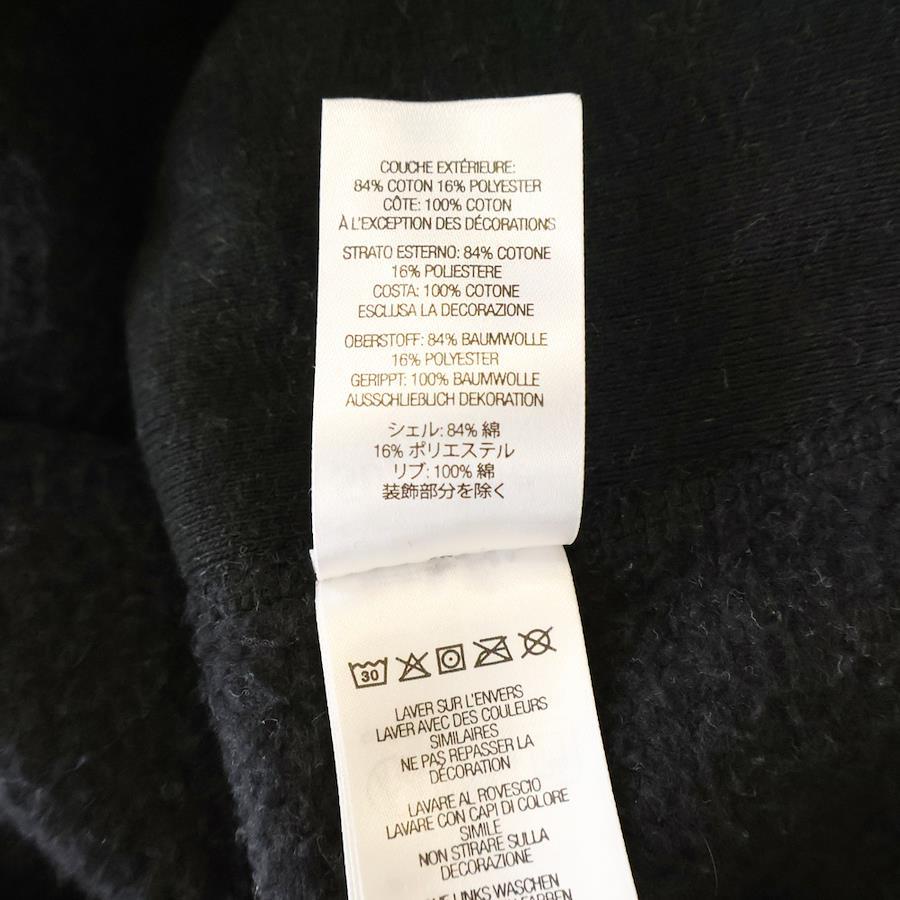 COUCHE EXTÉRIEURE:
84% COTON 16% POLYESTER
CÔTE: 100% COTON
À L'EXCEPTION DES DÉCORATIONS
STRATO ESTERNO: 84% COTONE
16% POLIESTERE
COSTA: 100% COTONE
ESCLUSA LA DECORAZIONE
OBERSTOFF: 84% BAUMWOLLE
16% POLYESTER
GERIPPT: 100% BAUMWOLLE
AUSSCHLIEBLICH DEKORATION
シェル: 84% 綿
16% ポリエステル
リブ: 100% 綿
装飾部分を除く
30
LAVER SUR L'ENVERS
LAVER AVEC DES COULEURS
SIMILAIRES
NE PAS REPASSER LA
DÉCORATION
LAVARE AL ROVESCIO
LAVARE CON CAPI DI COLORE
SIMILE
NON STIRARE SULLA
DECORAZIONE
LINKS WASCHEN
FARBEN